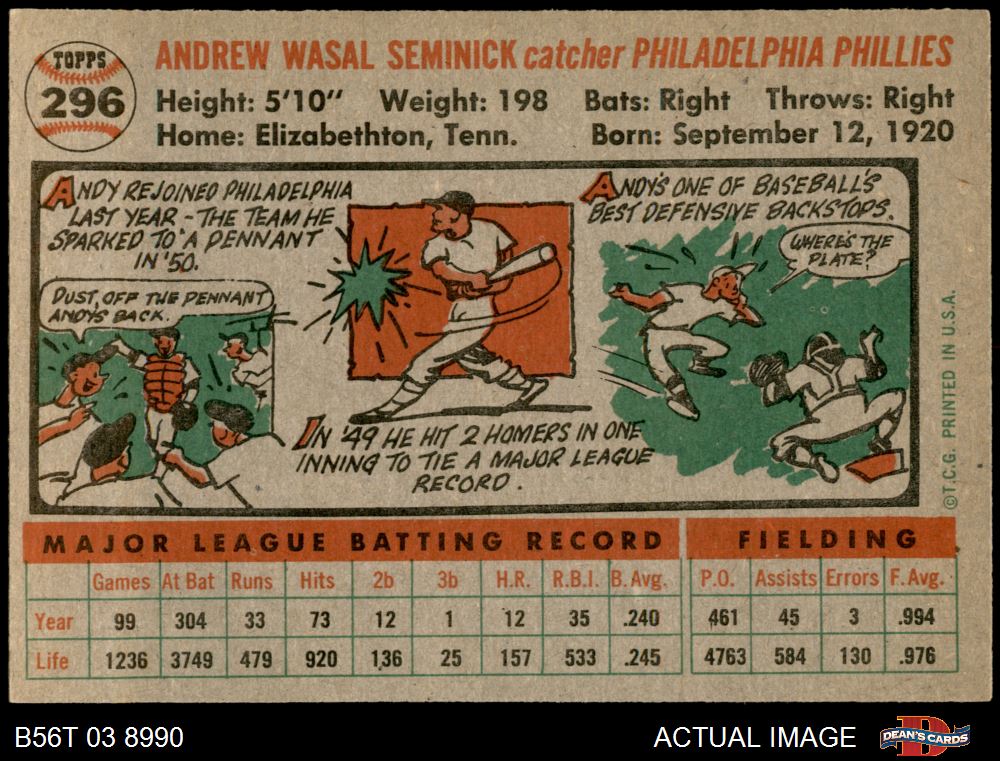 TOPPS
296
ANDREW WASAL SEMINICK catcher PHILADELPHIA PHILLIES
Height: 5'10" Weight: 198 Bats: Right Throws: Right
Home: Elizabethton, Tenn. Born: September 12, 1920
ANDY REJOINED PHILADELPHIA
LAST YEAR - THE TEAM HE
SPARKED TO A PENNANT
IN '50.
DUST OFF THE PENNANT
ANDY'S BACK.
IN '49 HE HIT 2 HOMERS IN ONE
INNING TO TIE A MAJOR LEAGUE
RECORD.
ANDY'S ONE OF BASEBALL'S
BEST DEFENSIVE BACKSTOPS.
WHERE'S THE
PLATE?
©T.C.G. PRINTED IN U.S.A.
MAJOR LEAGUE BATTING RECORD FIELDING
Games At Bat Runs Hits 2b 3b H.R. R.B.I. B. Avg. P.O. Assists Errors F. Avg.
Year 99 304 33 73 12 1 12 35 .240 461 45 3 .994
Life 1236 3749 479 920 136 25 157 533 .245 4763 584 130 .976
B56T 03 8990 ACTUAL IMAGE DEAN'S CARDS